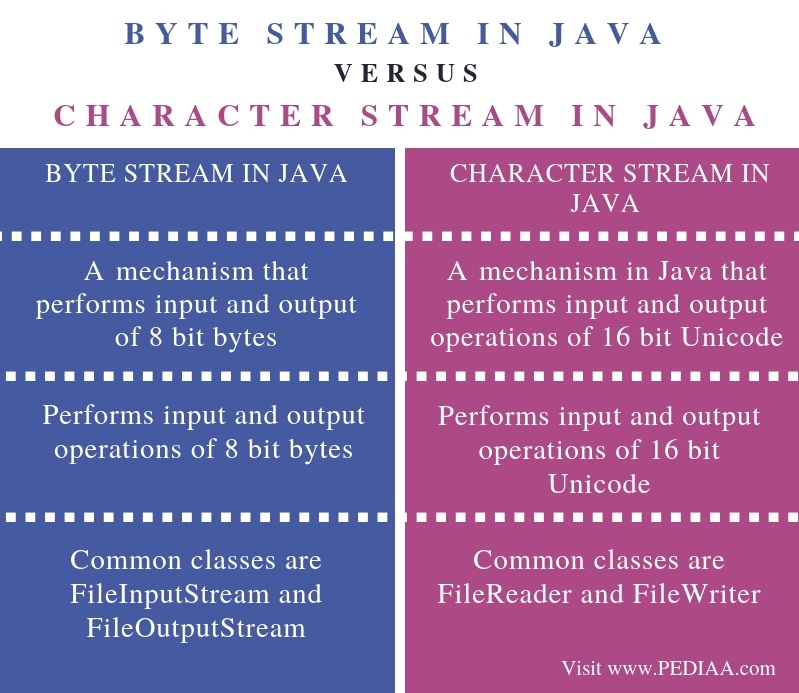 BYTE STREAM IN JAVA
VERSUS
CHARACTER STREAM IN JAVA
BYTE STREAM IN JAVA
A mechanism that
performs input and output
of 8 bit bytes
Performs input and output
operations of 8 bit bytes
Common classes are
FileInputStream and
FileOutputStream
CHARACTER STREAM IN
JAVA
A mechanism in Java that
performs input and output
operations of 16 bit Unicode
Performs input and output
operations of 16 bit
Unicode
Common classes are
FileReader and FileWriter
Visit www.PEDIAA.com